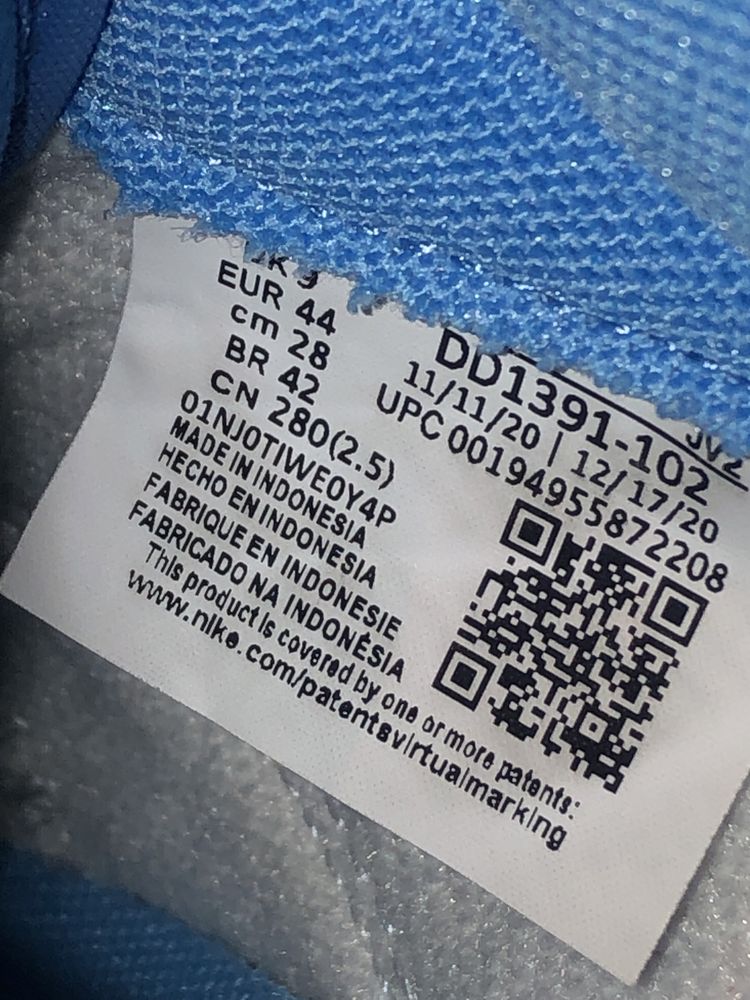 EUR 44
cm 28
BR 42
CN 280(2.5)
01NJ0TIWE0Y4P
MADE IN INDONESIA
HECHO EN INDONESIA
FABRIQUE EN INDONESIE
FABRICADO NA INDONÉSIA
This product is covered by one or more patents:
www.nike.com/patentsvirtualmarking
JV2
DD1391-102
11/11/20 | 12/17/20
UPC 00194955872208